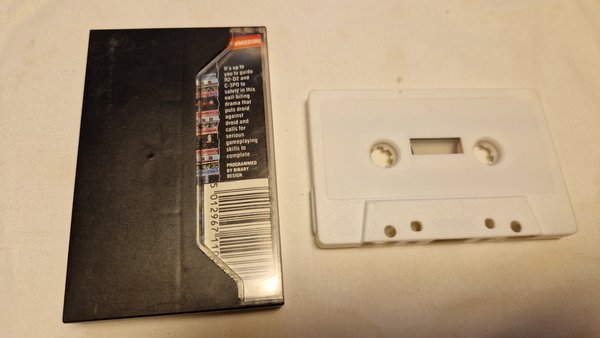 COMMODORE
It's up to
you to guide
R2-D2 and
C-3PO to
safety in this
nail-biting
drama that
puts droid
against
droid and
calls for
serious
gameplaying
skills to
complete...
PROGRAMMED
BY BINARY
DESIGN.
5 012967 11